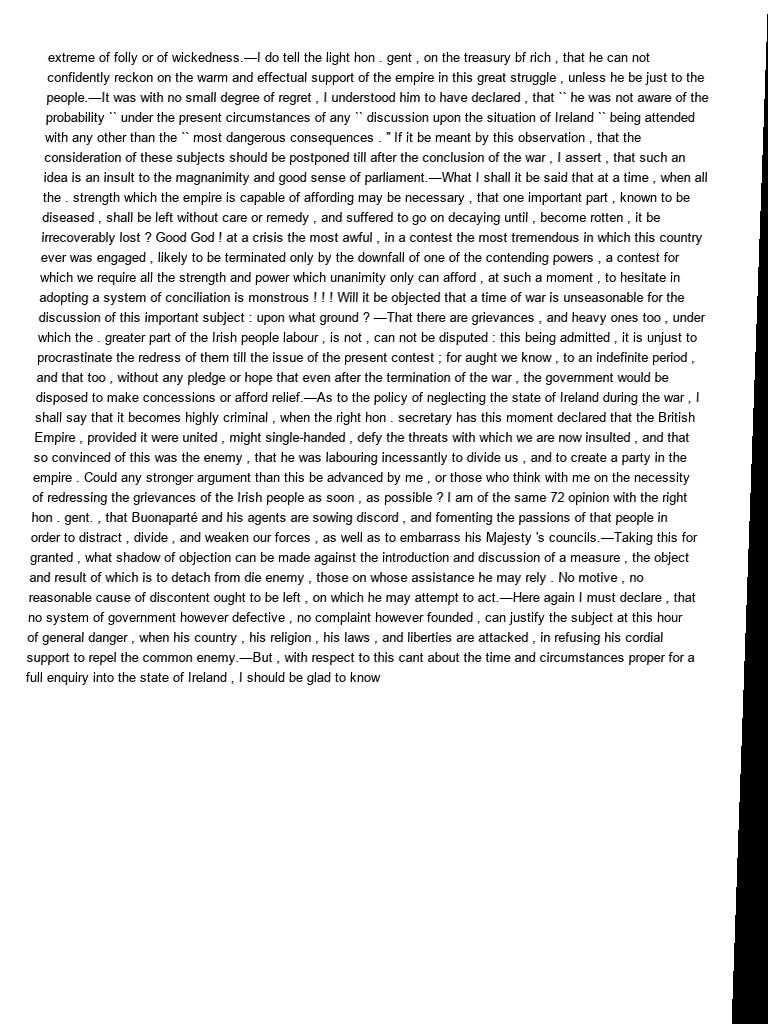 extreme of folly or of wickedness.—I do tell the light hon . gent , on the treasury bf rich , that he can not
confidently reckon on the warm and effectual support of the empire in this great struggle , unless he be just to the
people.—It was with no small degree of regret , I understood him to have declared , that `` he was not aware of the
probability `` under the present circumstances of any `` discussion upon the situation of Ireland `` being attended
with any other than the `` most dangerous consequences . " If it be meant by this observation , that the
consideration of these subjects should be postponed till after the conclusion of the war , I assert , that such an
idea is an insult to the magnanimity and good sense of parliament.—What I shall it be said that at a time , when all
the . strength which the empire is capable of affording may be necessary , that one important part , known to be
diseased , shall be left without care or remedy , and suffered to go on decaying until , become rotten , it be
irrecoverably lost ? Good God ! at a crisis the most awful , in a contest the most tremendous in which this country
ever was engaged , likely to be terminated only by the downfall of one of the contending powers , a contest for
which we require all the strength and power which unanimity only can afford , at such a moment , to hesitate in
adopting a system of conciliation is monstrous ! ! ! Will it be objected that a time of war is unseasonable for the
discussion of this important subject : upon what ground ? —That there are grievances , and heavy ones too , under
which the . greater part of the Irish people labour , is not , can not be disputed : this being admitted , it is unjust to
procrastinate the redress of them till the issue of the present contest ; for aught we know , to an indefinite period ,
and that too , without any pledge or hope that even after the termination of the war , the government would be
disposed to make concessions or afford relief.—As to the policy of neglecting the state of Ireland during the war , I
shall say that it becomes highly criminal , when the right hon . secretary has this moment declared that the British
Empire , provided it were united , might single-handed , defy the threats with which we are now insulted , and that
so convinced of this was the enemy , that he was labouring incessantly to divide us , and to create a party in the
empire . Could any stronger argument than this be advanced by me , or those who think with me on the necessity
of redressing the grievances of the Irish people as soon , as possible ? I am of the same 72 opinion with the right
hon . gent. , that Buonaparté and his agents are sowing discord , and fomenting the passions of that people in
order to distract , divide , and weaken our forces , as well as to embarrass his Majesty 's councils.—Taking this for
granted , what shadow of objection can be made against the introduction and discussion of a measure , the object
and result of which is to detach from die enemy , those on whose assistance he may rely . No motive , no
reasonable cause of discontent ought to be left , on which he may attempt to act.—Here again I must declare , that
no system of government however defective , no complaint however founded , can justify the subject at this hour
of general danger , when his country , his religion , his laws , and liberties are attacked , in refusing his cordial
support to repel the common enemy.—But , with respect to this cant about the time and circumstances proper for a
full enquiry into the state of Ireland , I should be glad to know